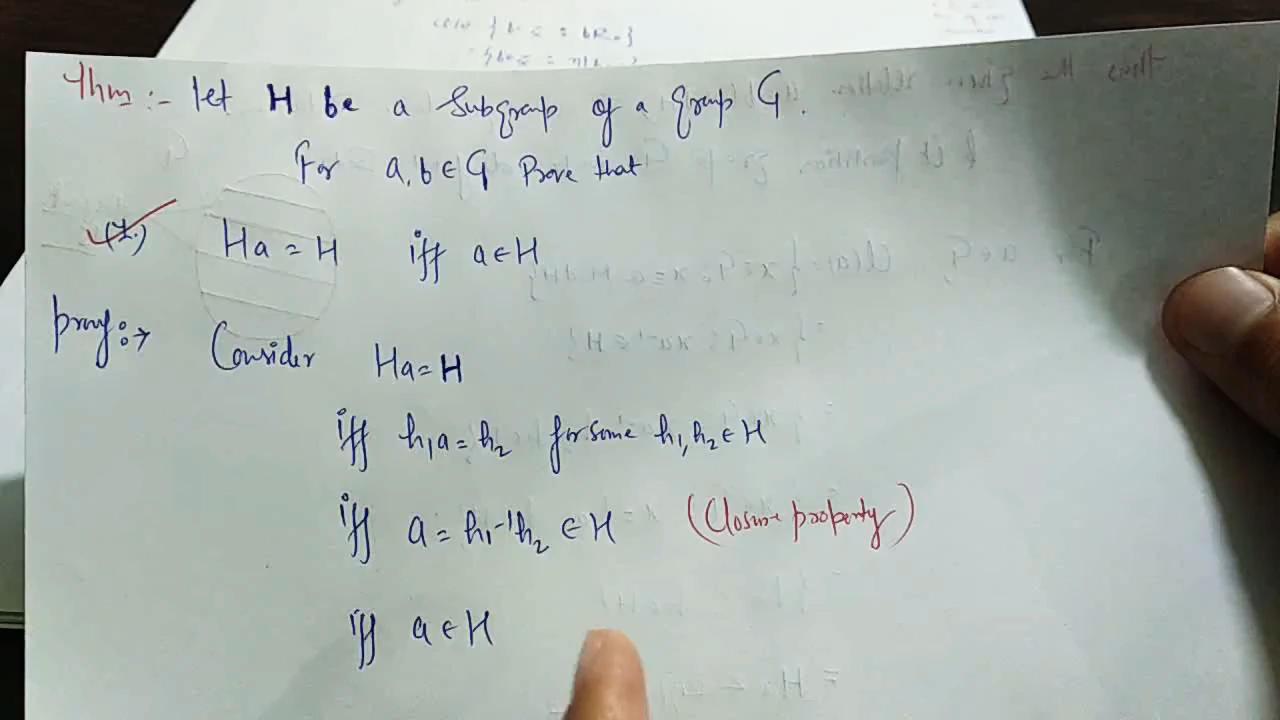 Thm :- let H be a Subgroup of a group G.
For a, b ∈ G Prove that
(I.) Ha = H iff a ∈ H
proof :→ Consider Ha = H
iff h₁a = h₂ for some h₁, h₂ ∈ H
iff a = h₁⁻¹h₂ ∈ H (Closure property)
iff a ∈ H